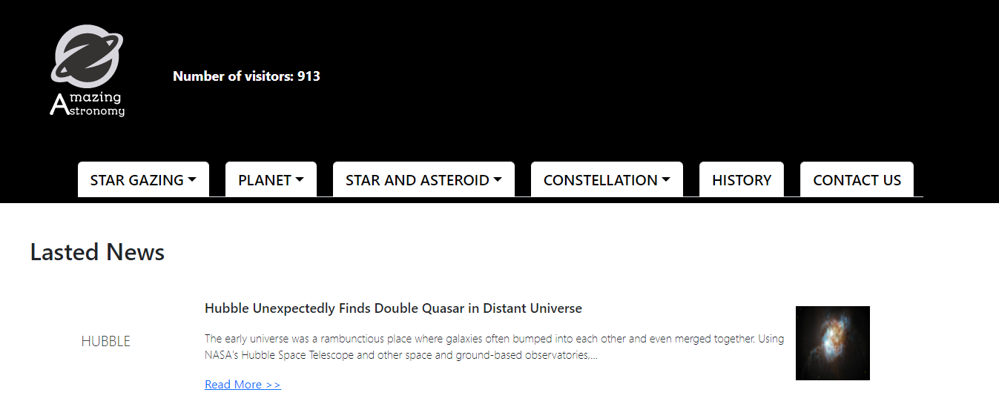 Amazing
Astronomy
Number of visitors: 913
STAR GAZING
PLANET
STAR AND ASTEROID
CONSTELLATION
HISTORY
CONTACT US
Lasted News
HUBBLE
Hubble Unexpectedly Finds Double Quasar in Distant Universe
The early universe was a rambunctious place where galaxies often bumped into each other and even merged together. Using
NASA's Hubble Space Telescope and other space and ground-based observatories,...
Read More >>